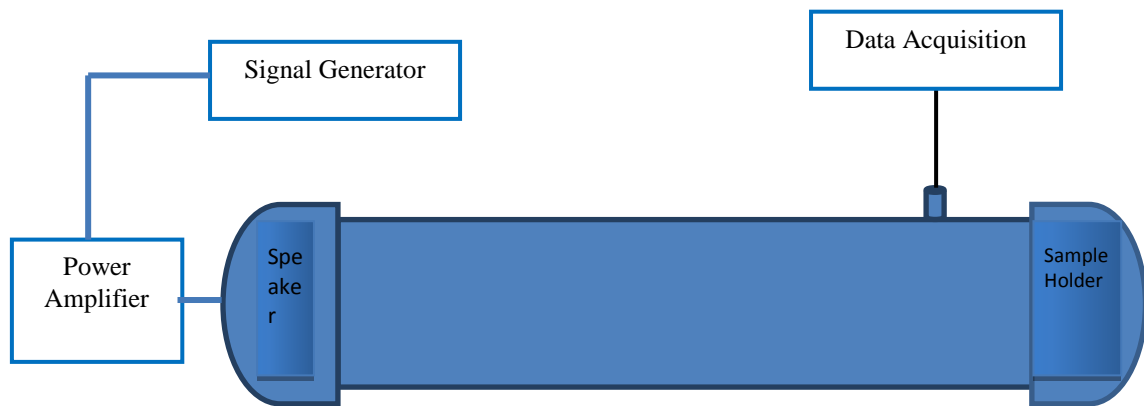 Data Acquisition
Signal Generator
Power
Amplifier
Spe
ake
r
Sample
Holder